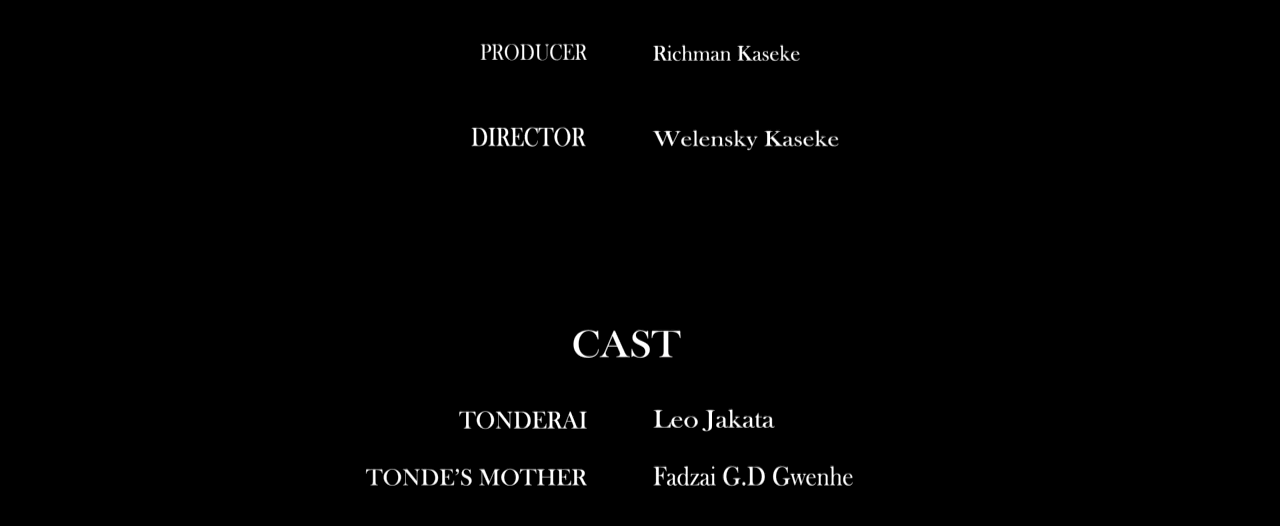 PRODUCER Richman Kaseke
DIRECTOR Welensky Kaseke
CAST
TONDERAI Leo Jakata
TONDE'S MOTHER Fadzai G.D Gwenhe